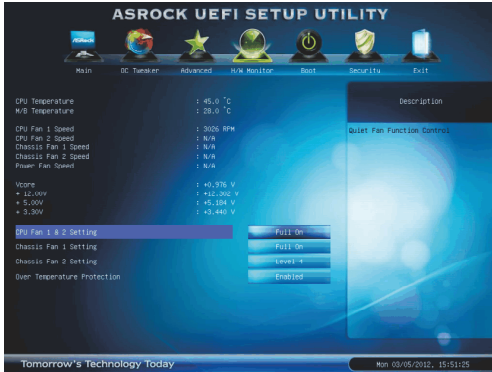 ASROCK UEFI SETUP UTILITY
ASRock
Main OC Tweaker Advanced H/W Monitor Boot Security Exit
CPU Temperature : 45.0 °C
M/B Temperature : 28.0 °C
CPU Fan 1 Speed : 3026 RPM
CPU Fan 2 Speed : N/A
Chassis Fan 1 Speed : N/A
Chassis Fan 2 Speed : N/A
Power Fan Speed : N/A
Vcore : +0.976 V
+ 12.00V : +12.302 V
+ 5.00V : +5.184 V
+ 3.30V : +3.440 V
CPU Fan 1 & 2 Setting Full On
Chassis Fan 1 Setting Full On
Chassis Fan 2 Setting Level 4
Over Temperature Protection Enabled
Description
Quiet Fan Function Control
Tomorrow's Technology Today
Mon 03/05/2012, 15:51:25